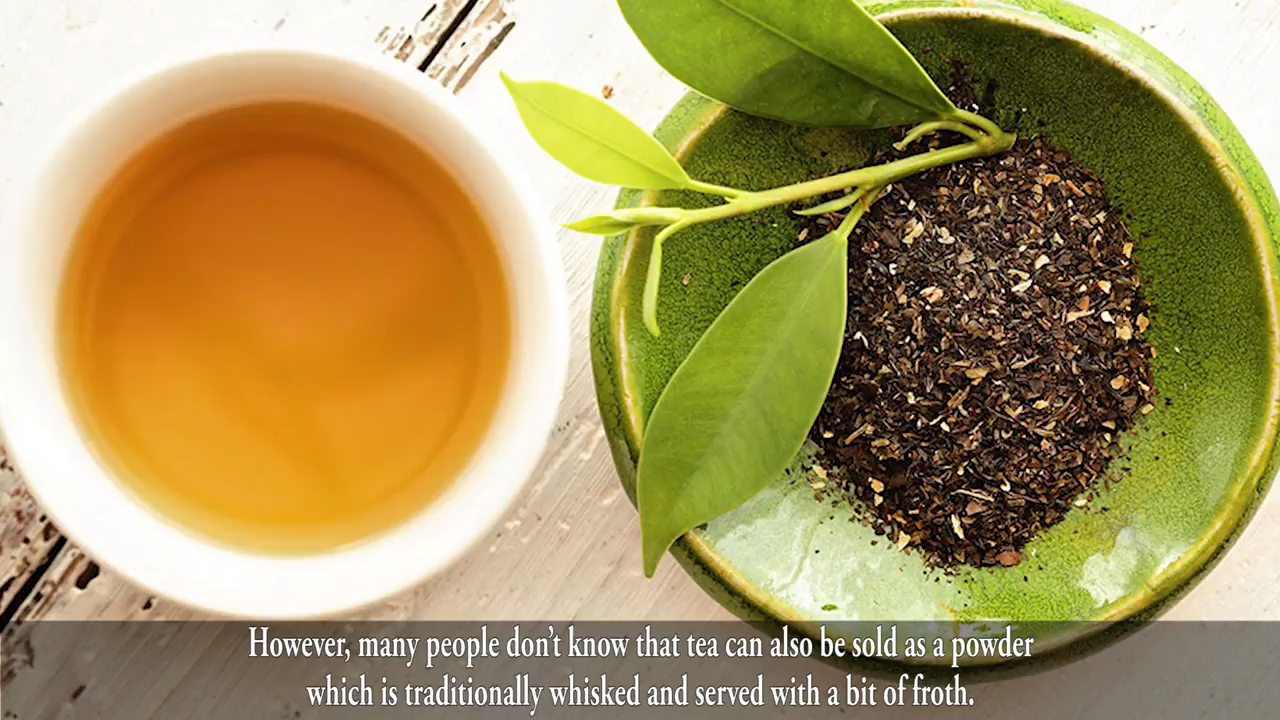 However, many people don't know that tea can also be sold as a powder
which is traditionally whisked and served with a bit of froth.